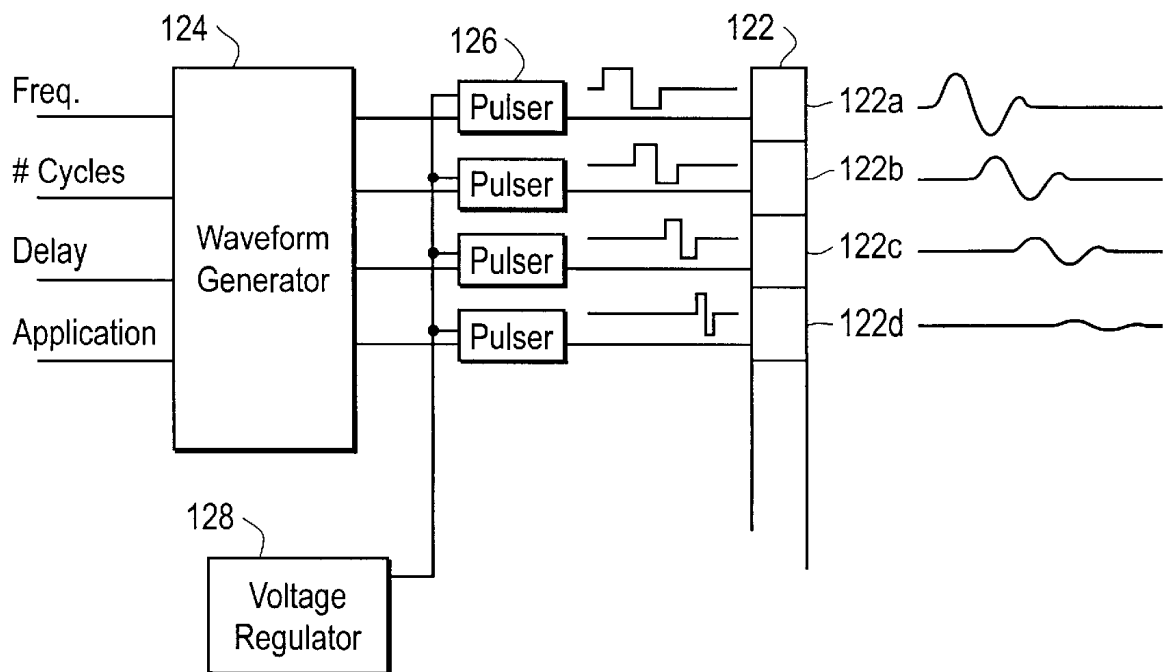 124
126
122
Freq.
Pulser
122a
# Cycles
Pulser
122b
Delay
Waveform
Generator
Pulser
122c
Application
Pulser
122d
128
Voltage
Regulator